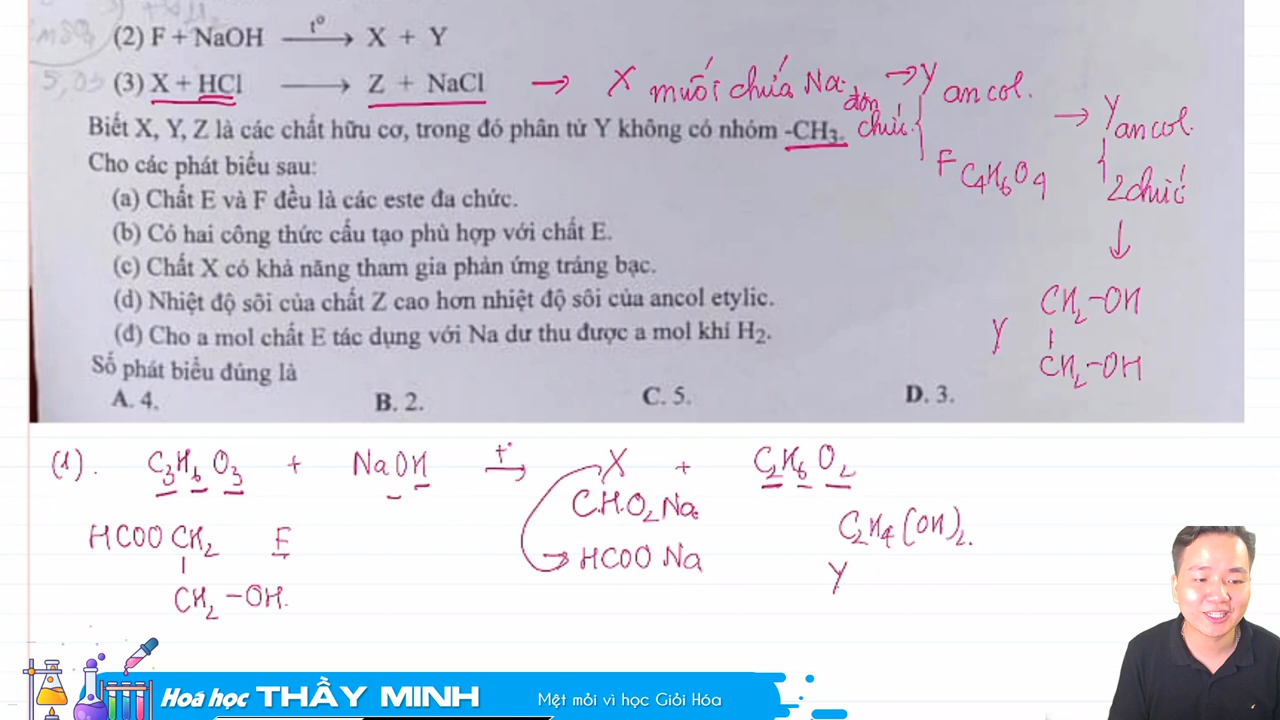 (2) F + NaOH t° ⟶ X + Y
(3) X + HCl ⟶ Z + NaCl → X muối chứa Na.
đơn chức → Y ancol.
F C4H6O4
→ Y ancol.
2 chức
↓
Y CH2-OH
CH2-OH
Biết X, Y, Z là các chất hữu cơ, trong đó phân tử Y không có nhóm -CH3.
Cho các phát biểu sau:
(a) Chất E và F đều là các este đa chức.
(b) Có hai công thức cấu tạo phù hợp với chất E.
(c) Chất X có khả năng tham gia phản ứng tráng bạc.
(d) Nhiệt độ sôi của chất Z cao hơn nhiệt độ sôi của ancol etylic.
(đ) Cho a mol chất E tác dụng với Na dư thu được a mol khí H2.
Số phát biểu đúng là
A. 4. B. 2. C. 5. D. 3.
(1). C3H6O3 + NaOH t° → X + C2H6O2
C.H.O2Na.
HCOO CH2 E
HCOO Na
C2H4(OH)2.
CH2 -OH.
Y
Hoá học THẦY MINH
Mệt mỏi vì học Giỏi Hóa